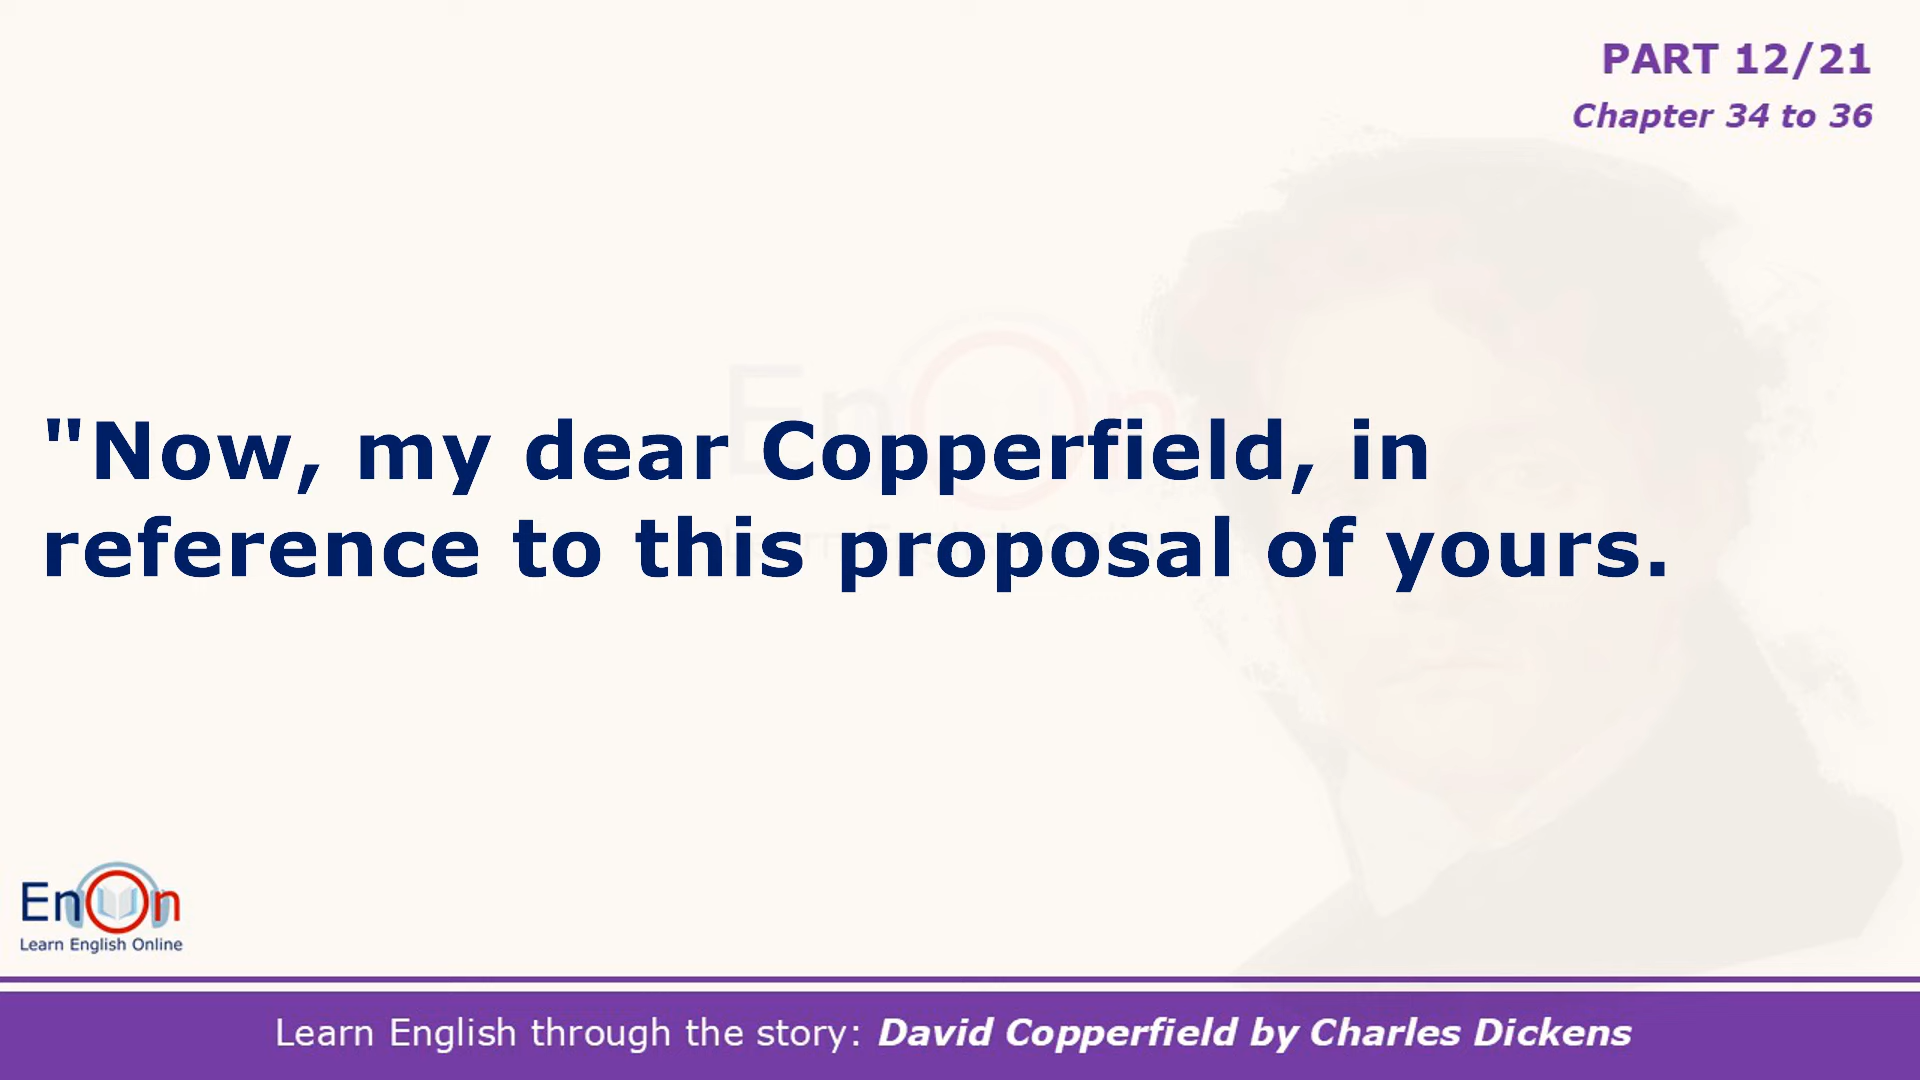 PART 12/21
Chapter 34 to 36
"Now, my dear Copperfield, in
reference to this proposal of yours.
EnOn
Learn English Online
Learn English through the story: David Copperfield by Charles Dickens